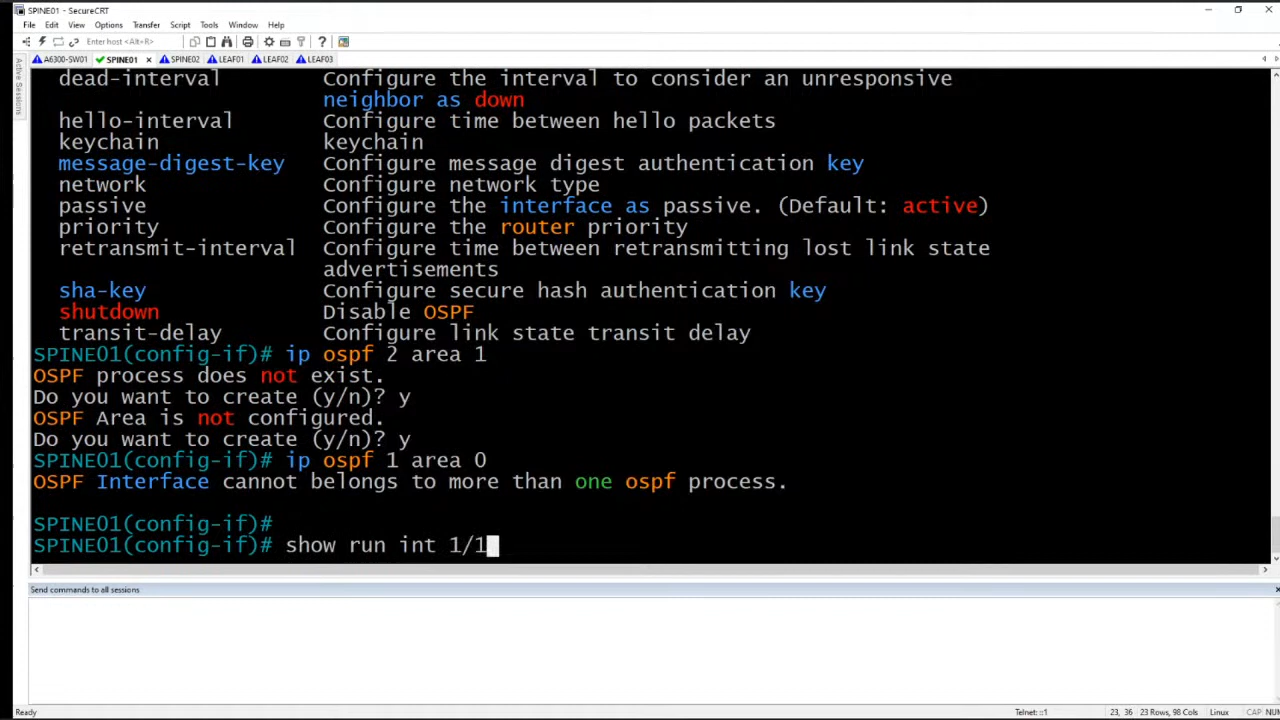 SPINE01 - SecureCRT
File Edit View Options Transfer Script Tools Window Help
Enter host <Alt+R>
A6300-SW01 SPINE01 SPINE02 LEAF01 LEAF02 LEAF03
Active Sessions
dead-interval Configure the interval to consider an unresponsive
neighbor as down
hello-interval Configure time between hello packets
keychain keychain
message-digest-key Configure message digest authentication key
network Configure network type
passive Configure the interface as passive. (Default: active)
priority Configure the router priority
retransmit-interval Configure time between retransmitting lost link state
advertisements
sha-key Configure secure hash authentication key
shutdown Disable OSPF
transit-delay Configure link state transit delay
SPINE01(config-if)# ip ospf 2 area 1
OSPF process does not exist.
Do you want to create (y/n)? y
OSPF Area is not configured.
Do you want to create (y/n)? y
SPINE01(config-if)# ip ospf 1 area 0
OSPF Interface cannot belongs to more than one ospf process.
SPINE01(config-if)#
SPINE01(config-if)# show run int 1/1
Send commands to all sessions
Ready Telnet: ::1 23, 36 23 Rows, 98 Cols Linux CAP NUM